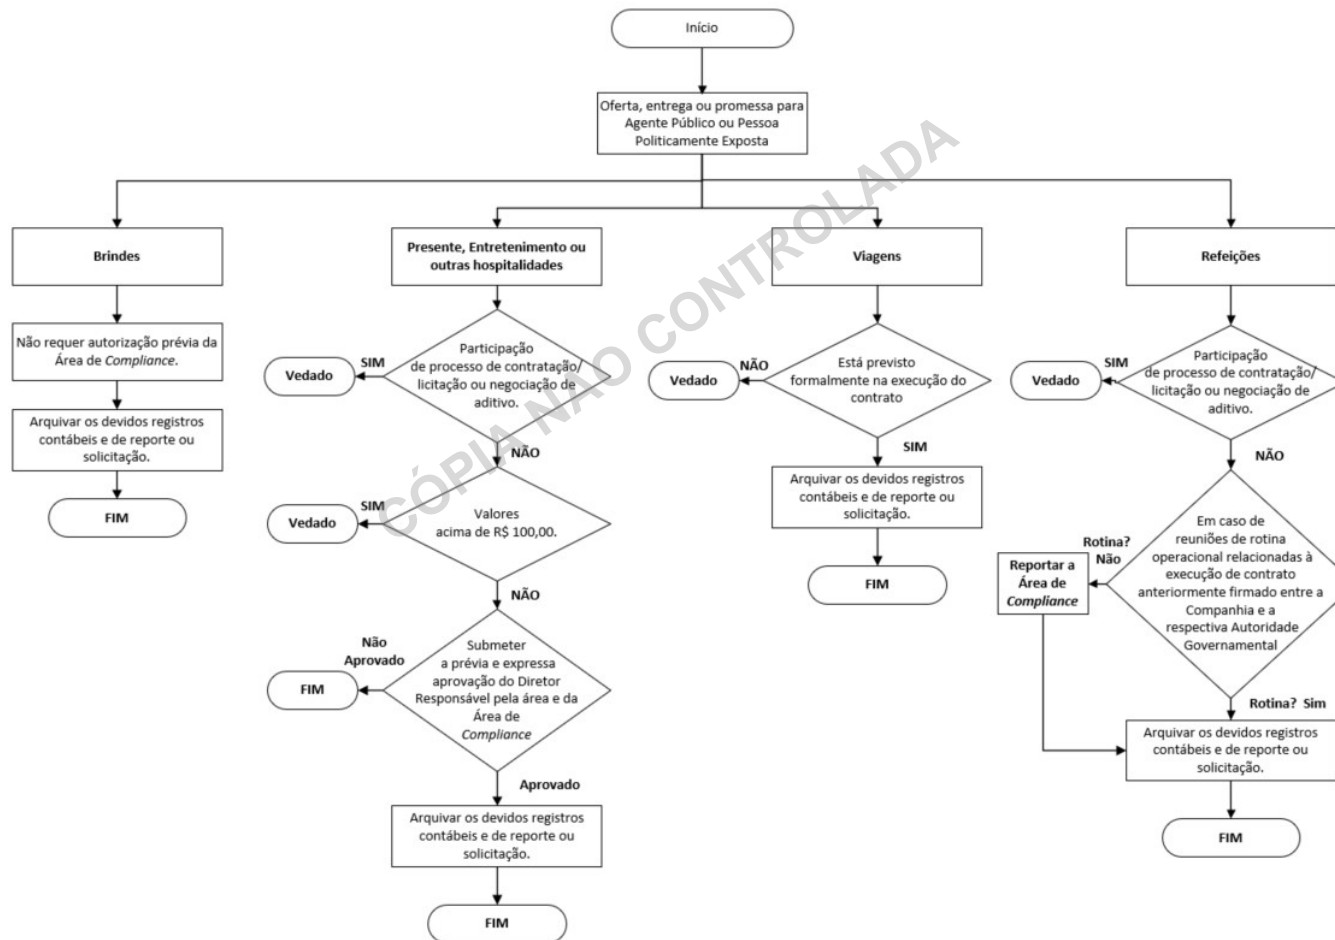 Início
Oferta, entrega ou promessa para
Agente Público ou Pessoa
Politicamente Exposta
Brindes
Não requer autorização prévia da
Área de Compliance.
Arquivar os devidos registros
contábeis e de reporte ou
solicitação.
FIM
Presente, Entretenimento ou
outras hospitalidades
Participação
de processo de contratação/
licitação ou negociação de
aditivo.
SIM
Vedado
NÃO
Valores
acima de R$ 100,00.
SIM
Vedado
NÃO
Submeter
a prévia e expressa
aprovação do Diretor
Responsável pela área e da
Área de
Compliance
Não
Aprovado
FIM
Aprovado
Arquivar os devidos registros
contábeis e de reporte ou
solicitação.
FIM
Viagens
Está previsto
formalmente na execução do
contrato
NÃO
Vedado
SIM
Arquivar os devidos registros
contábeis e de reporte ou
solicitação.
FIM
Refeições
Participação
de processo de contratação/
licitação ou negociação de
aditivo.
SIM
Vedado
NÃO
Em caso de
reuniões de rotina
operacional relacionadas à
execução de contrato
anteriormente firmado entre a
Companhia e a
respectiva Autoridade
Governamental
Rotina?
Não
Reportar a
Área de
Compliance
Rotina? Sim
Arquivar os devidos registros
contábeis e de reporte ou
solicitação.
FIM
CÓPIA NÃO CONTROLADA